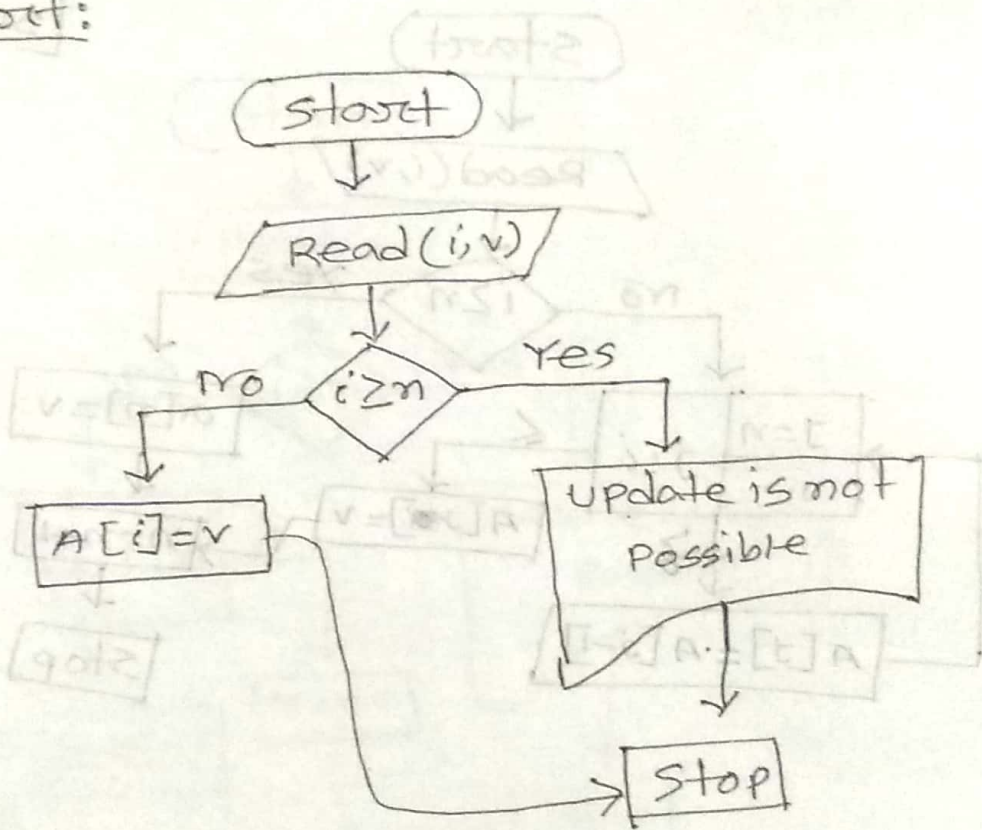 Start
Read (i, v)
i ≥ n
no
Yes
A[i] = v
update is not
possible
Stop